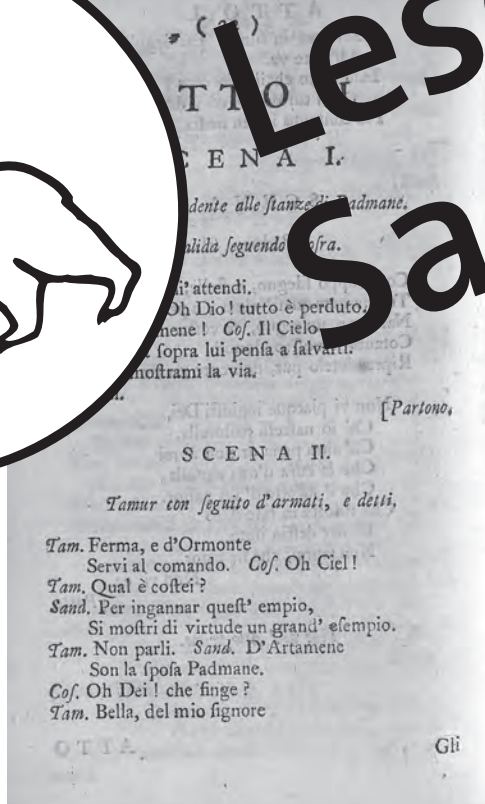 Les
Sa
TTO I.
CENA I.
dente alle ſtanze di Padmane.
alida ſeguendo Coſra.
i' attendi.
Oh Dio! tutto è perduto.
mene! Coſ. Il Cielo
ſopra lui penſa a ſalvarti.
moſtrami la via.
[Partono.
SCENA II.
Tamur con ſeguito d'armati, e detti,
Tam. Ferma, e d'Ormonte
Servi al comando. Coſ. Oh Ciel!
Tam. Qual è coſtei?
Sand. Per ingannar queſt' empio,
Si moſtri di virtude un grand' eſempio.
Tam. Non parli. Sand. D'Artamene
Son la ſpoſa Padmane.
Coſ. Oh Dei! che finge?
Tam. Bella, del mio ſignore
Gli